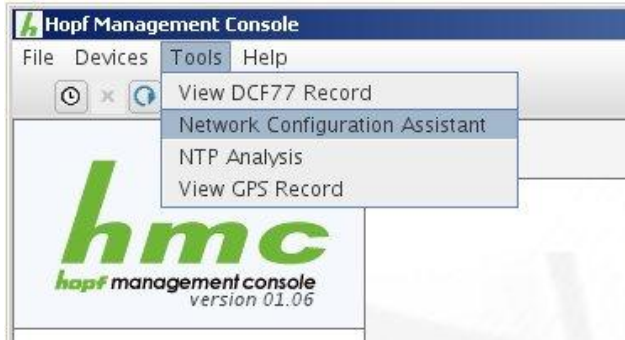 Hopf Management Console
File Devices Tools Help
View DCF77 Record
Network Configuration Assistant
NTP Analysis
View GPS Record
hmc
hopf management console
version 01.06